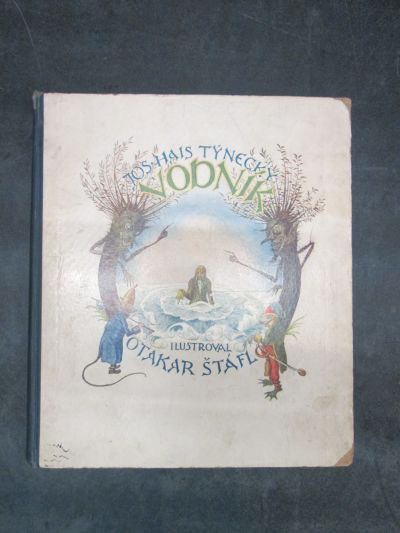 JOS. HAIS TÝNECKÝ
VODNÍK
ILUSTROVAL
OTAKAR ŠTÁFL